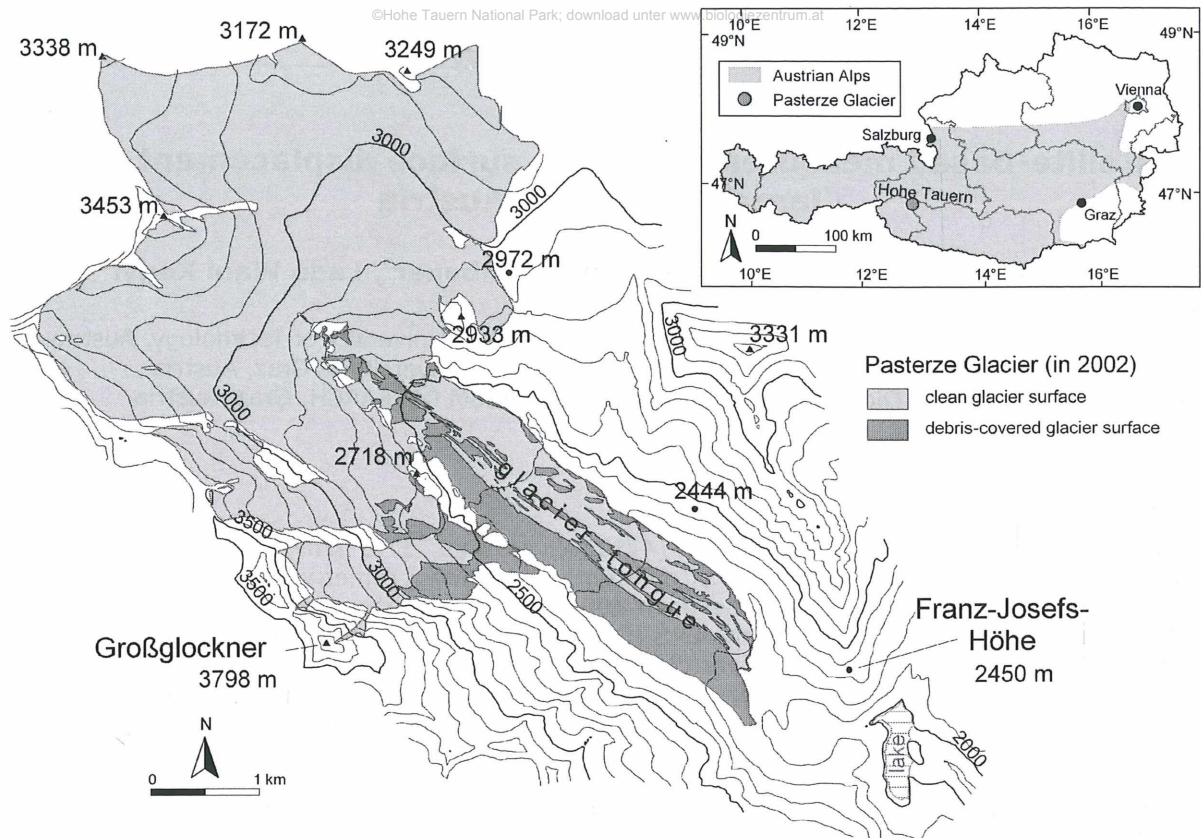 ©Hohe Tauern National Park; download unter www.biologiezentrum.at
3338 m
3172 m
3249 m
3000
3453 m
3000
2972 m
2933 m
3000
3331 m
3000
2718 m
2444 m
glacier tongue
3500
3000
3500
2500
Großglockner
3798 m
Franz-Josefs-
Höhe
2450 m
lake
2000
N
0 1 km
10°E 12°E 14°E 16°E
49°N 49°N
Austrian Alps
Pasterze Glacier
Vienna
Salzburg
47°N 47°N
Hohe Tauern
Graz
N
0 100 km
10°E 12°E 14°E 16°E
Pasterze Glacier (in 2002)
clean glacier surface
debris-covered glacier surface